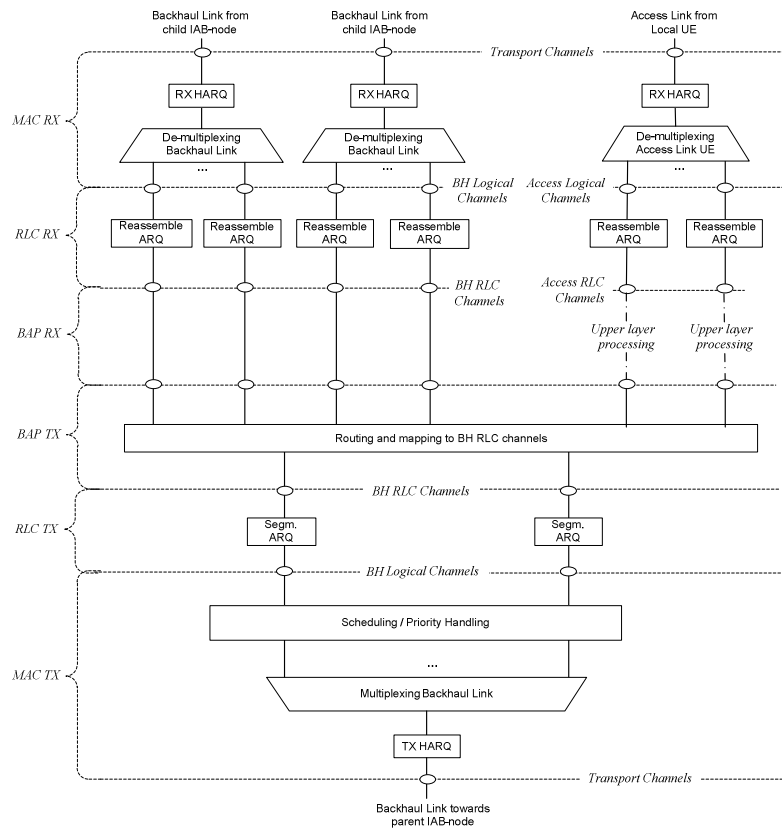 Backhaul Link from
child IAB-node
Backhaul Link from
child IAB-node
Access Link from
Local UE
Transport Channels
RX HARQ
RX HARQ
RX HARQ
MAC RX
De-multiplexing
Backhaul Link
De-multiplexing
Backhaul Link
De-multiplexing
Access Link UE
...
...
...
BH Logical
Channels
Access Logical
Channels
RLC RX
Reassemble
ARQ
Reassemble
ARQ
Reassemble
ARQ
Reassemble
ARQ
Reassemble
ARQ
Reassemble
ARQ
BH RLC
Channels
Access RLC
Channels
BAP RX
Upper layer
processing
Upper layer
processing
BAP TX
Routing and mapping to BH RLC channels
BH RLC Channels
RLC TX
Segm.
ARQ
Segm.
ARQ
BH Logical Channels
Scheduling / Priority Handling
...
MAC TX
Multiplexing Backhaul Link
TX HARQ
Transport Channels
Backhaul Link towards
parent IAB-node